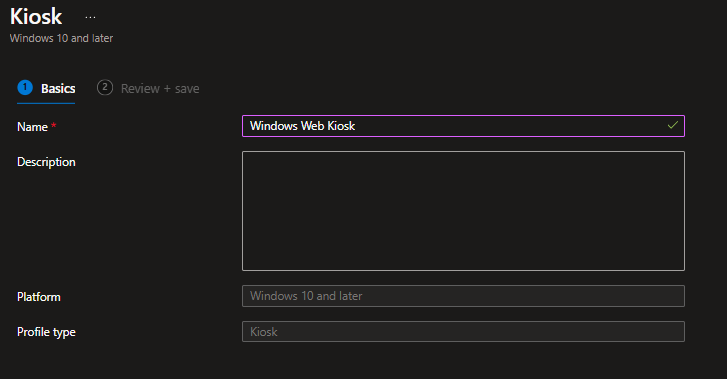 Kiosk ...
Windows 10 and later
1 Basics 2 Review + save
Name * Windows Web Kiosk
Description
Platform Windows 10 and later
Profile type Kiosk